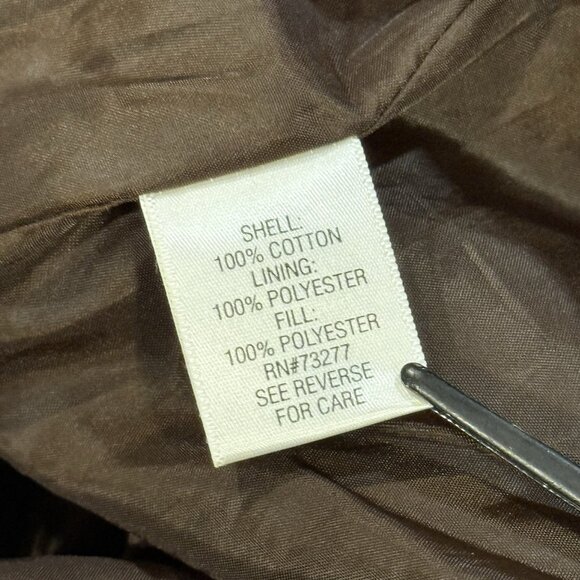 SHELL:
100% COTTON
LINING:
100% POLYESTER
FILL:
100% POLYESTER
RN#73277
SEE REVERSE
FOR CARE